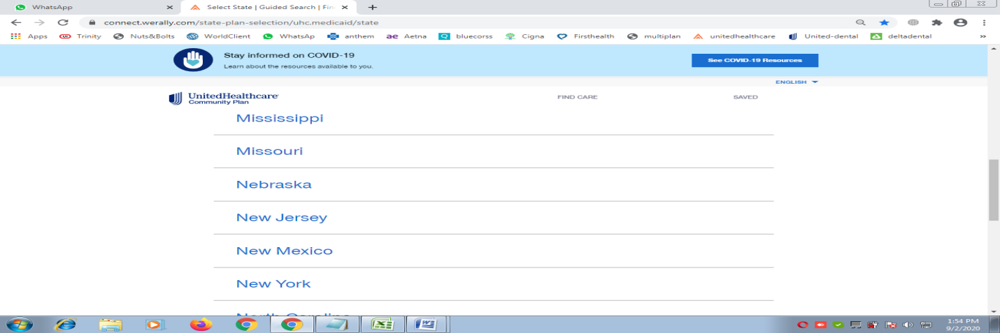 WhatsApp
Select State | Guided Search | Fin
connect.werally.com/state-plan-selection/uhc.medicaid/state
Apps Trinity Nuts&Bolts WorldClient WhatsAp anthem ae Aetna bluecorss Cigna Firsthealth multiplan unitedhealthcare United-dental deltadental »
Stay informed on COVID-19
Learn about the resources available to you.
See COVID-19 Resources
ENGLISH
UnitedHealthcare
Community Plan
FIND CARE
SAVED
Mississippi
Missouri
Nebraska
New Jersey
New Mexico
New York
North Carolina
1:54 PM
9/2/2020